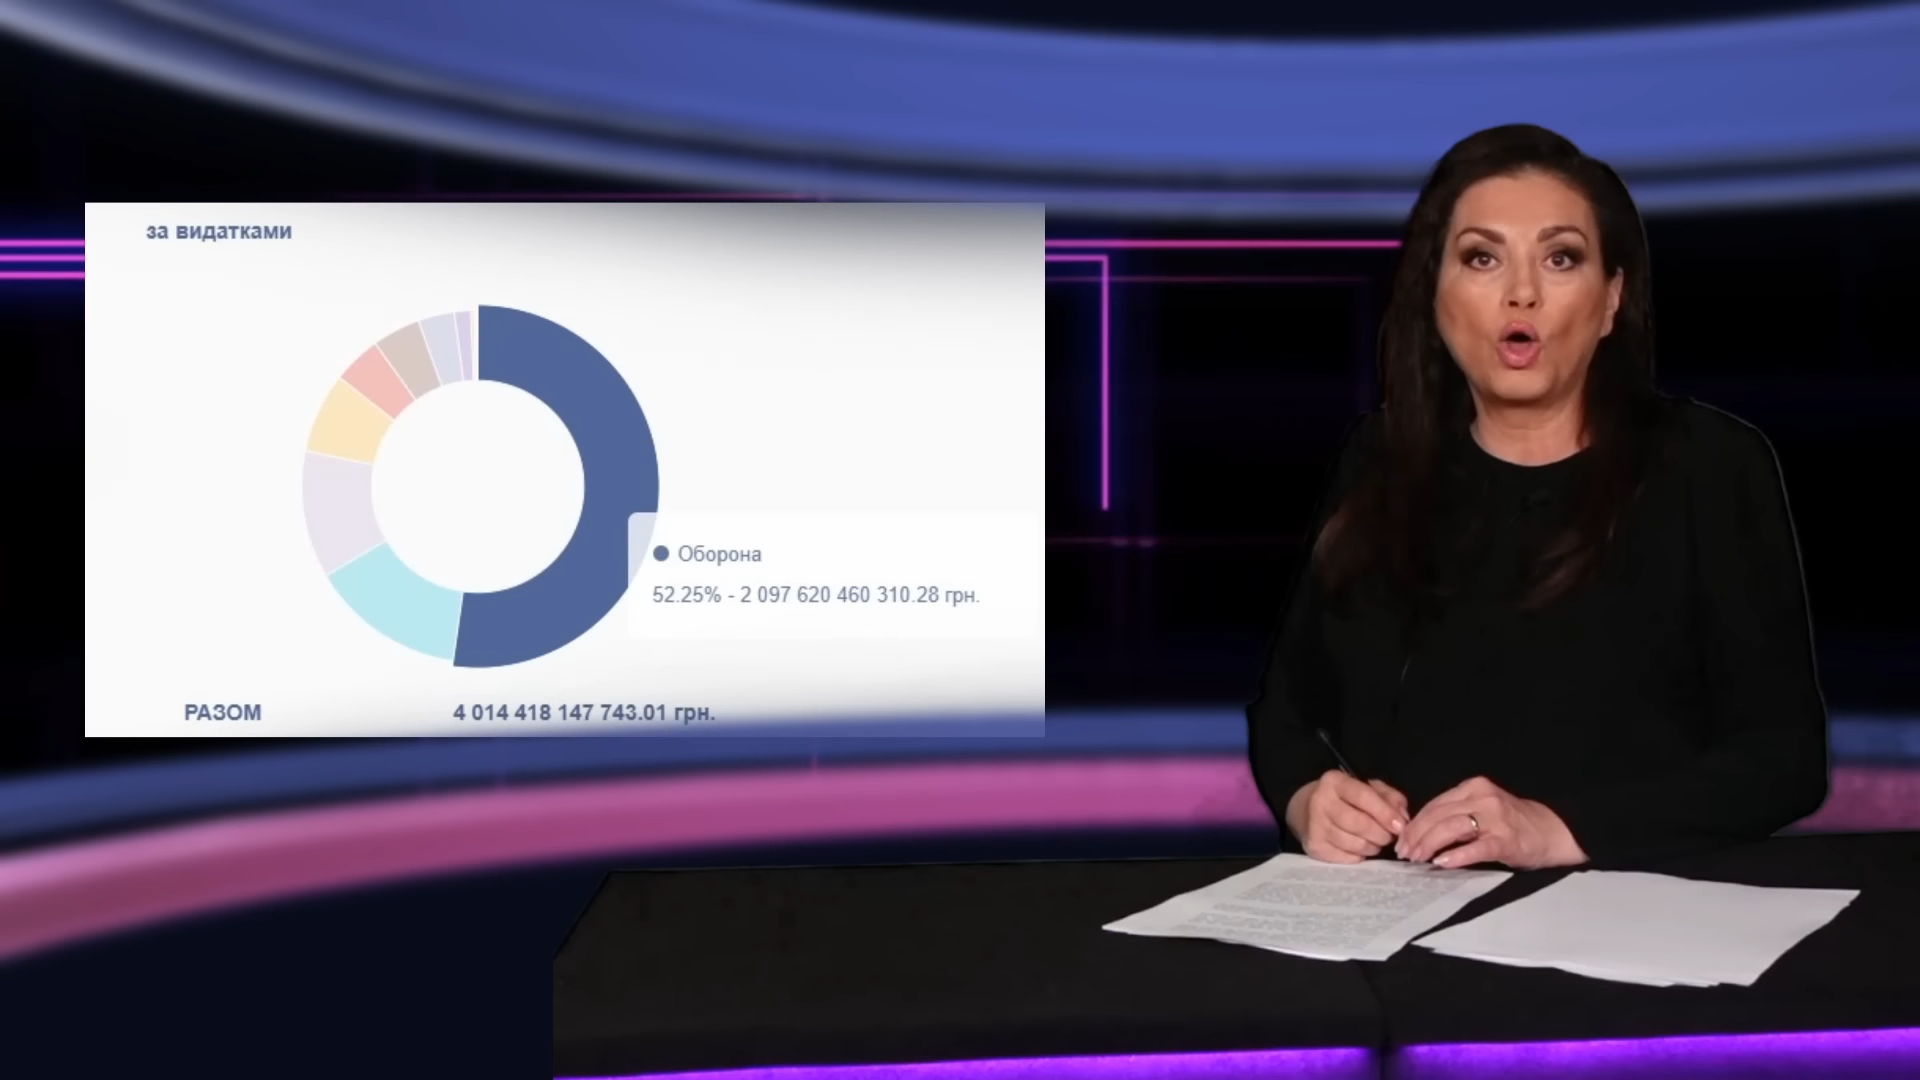 за видатками
Оборона
52.25% - 2 097 620 460 310.28 грн.
РАЗОМ 4 014 418 147 743.01 грн.